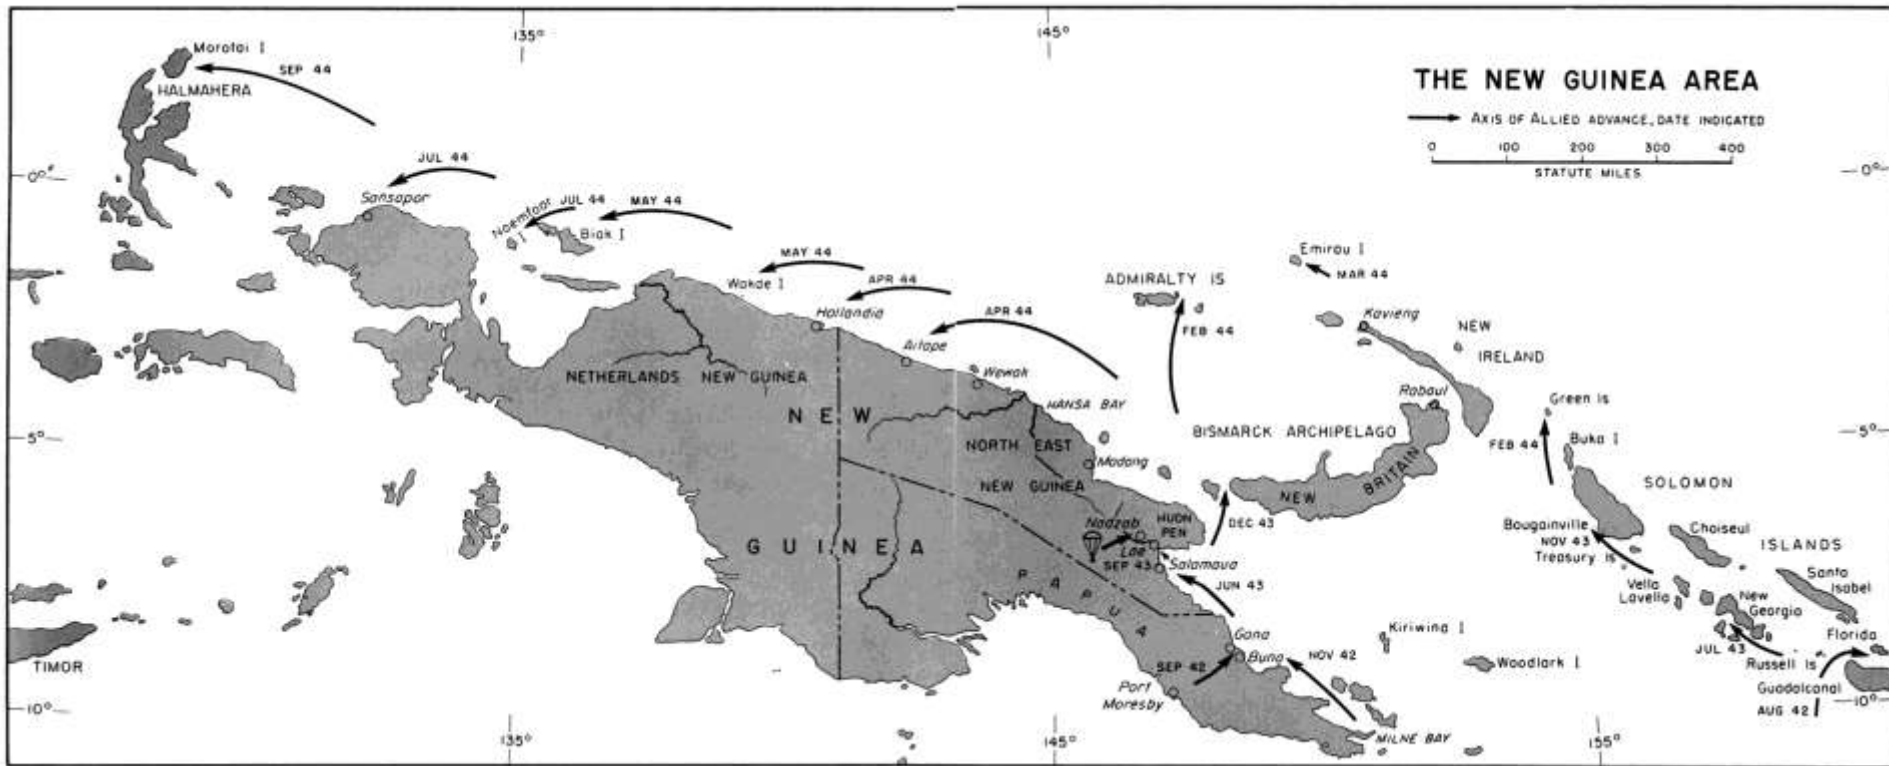 135°
145°
THE NEW GUINEA AREA
AXIS OF ALLIED ADVANCE, DATE INDICATED
0 100 200 300 400
STATUTE MILES
Morotai I
SEP 44
HALMAHERA
0°
JUL 44
Sansapor
Noemfoor I
JUL 44
MAY 44
Biak I
MAY 44
Wakde I
APR 44
Hollandia
APR 44
Aitape
Wewak
HANSA BAY
ADMIRALTY IS
FEB 44
Emirau I
MAR 44
0°
Kavieng
NEW
IRELAND
Rabaul
NETHERLANDS NEW GUINEA
NEW
GUINEA
NORTH EAST
NEW GUINEA
Madang
BISMARCK ARCHIPELAGO
NEW BRITAIN
DEC 43
Green Is
FEB 44
Buka I
5°
5°
SOLOMON
ISLANDS
Bougainville
NOV 43
Treasury Is
Choiseul
Vella
Lavella
New
Georgia
Santa
Isabel
JUL 43
Russell Is
Florida
Guadalcanal
AUG 42
Nadzab
HUON
PEN
Lae
SEP 43
Salamaua
JUN 43
PAPUA
Gona
Buna
SEP 42
NOV 42
Port
Moresby
MILNE BAY
Kiriwina I
Woodlark I
TIMOR
10°
10°
135°
145°
155°